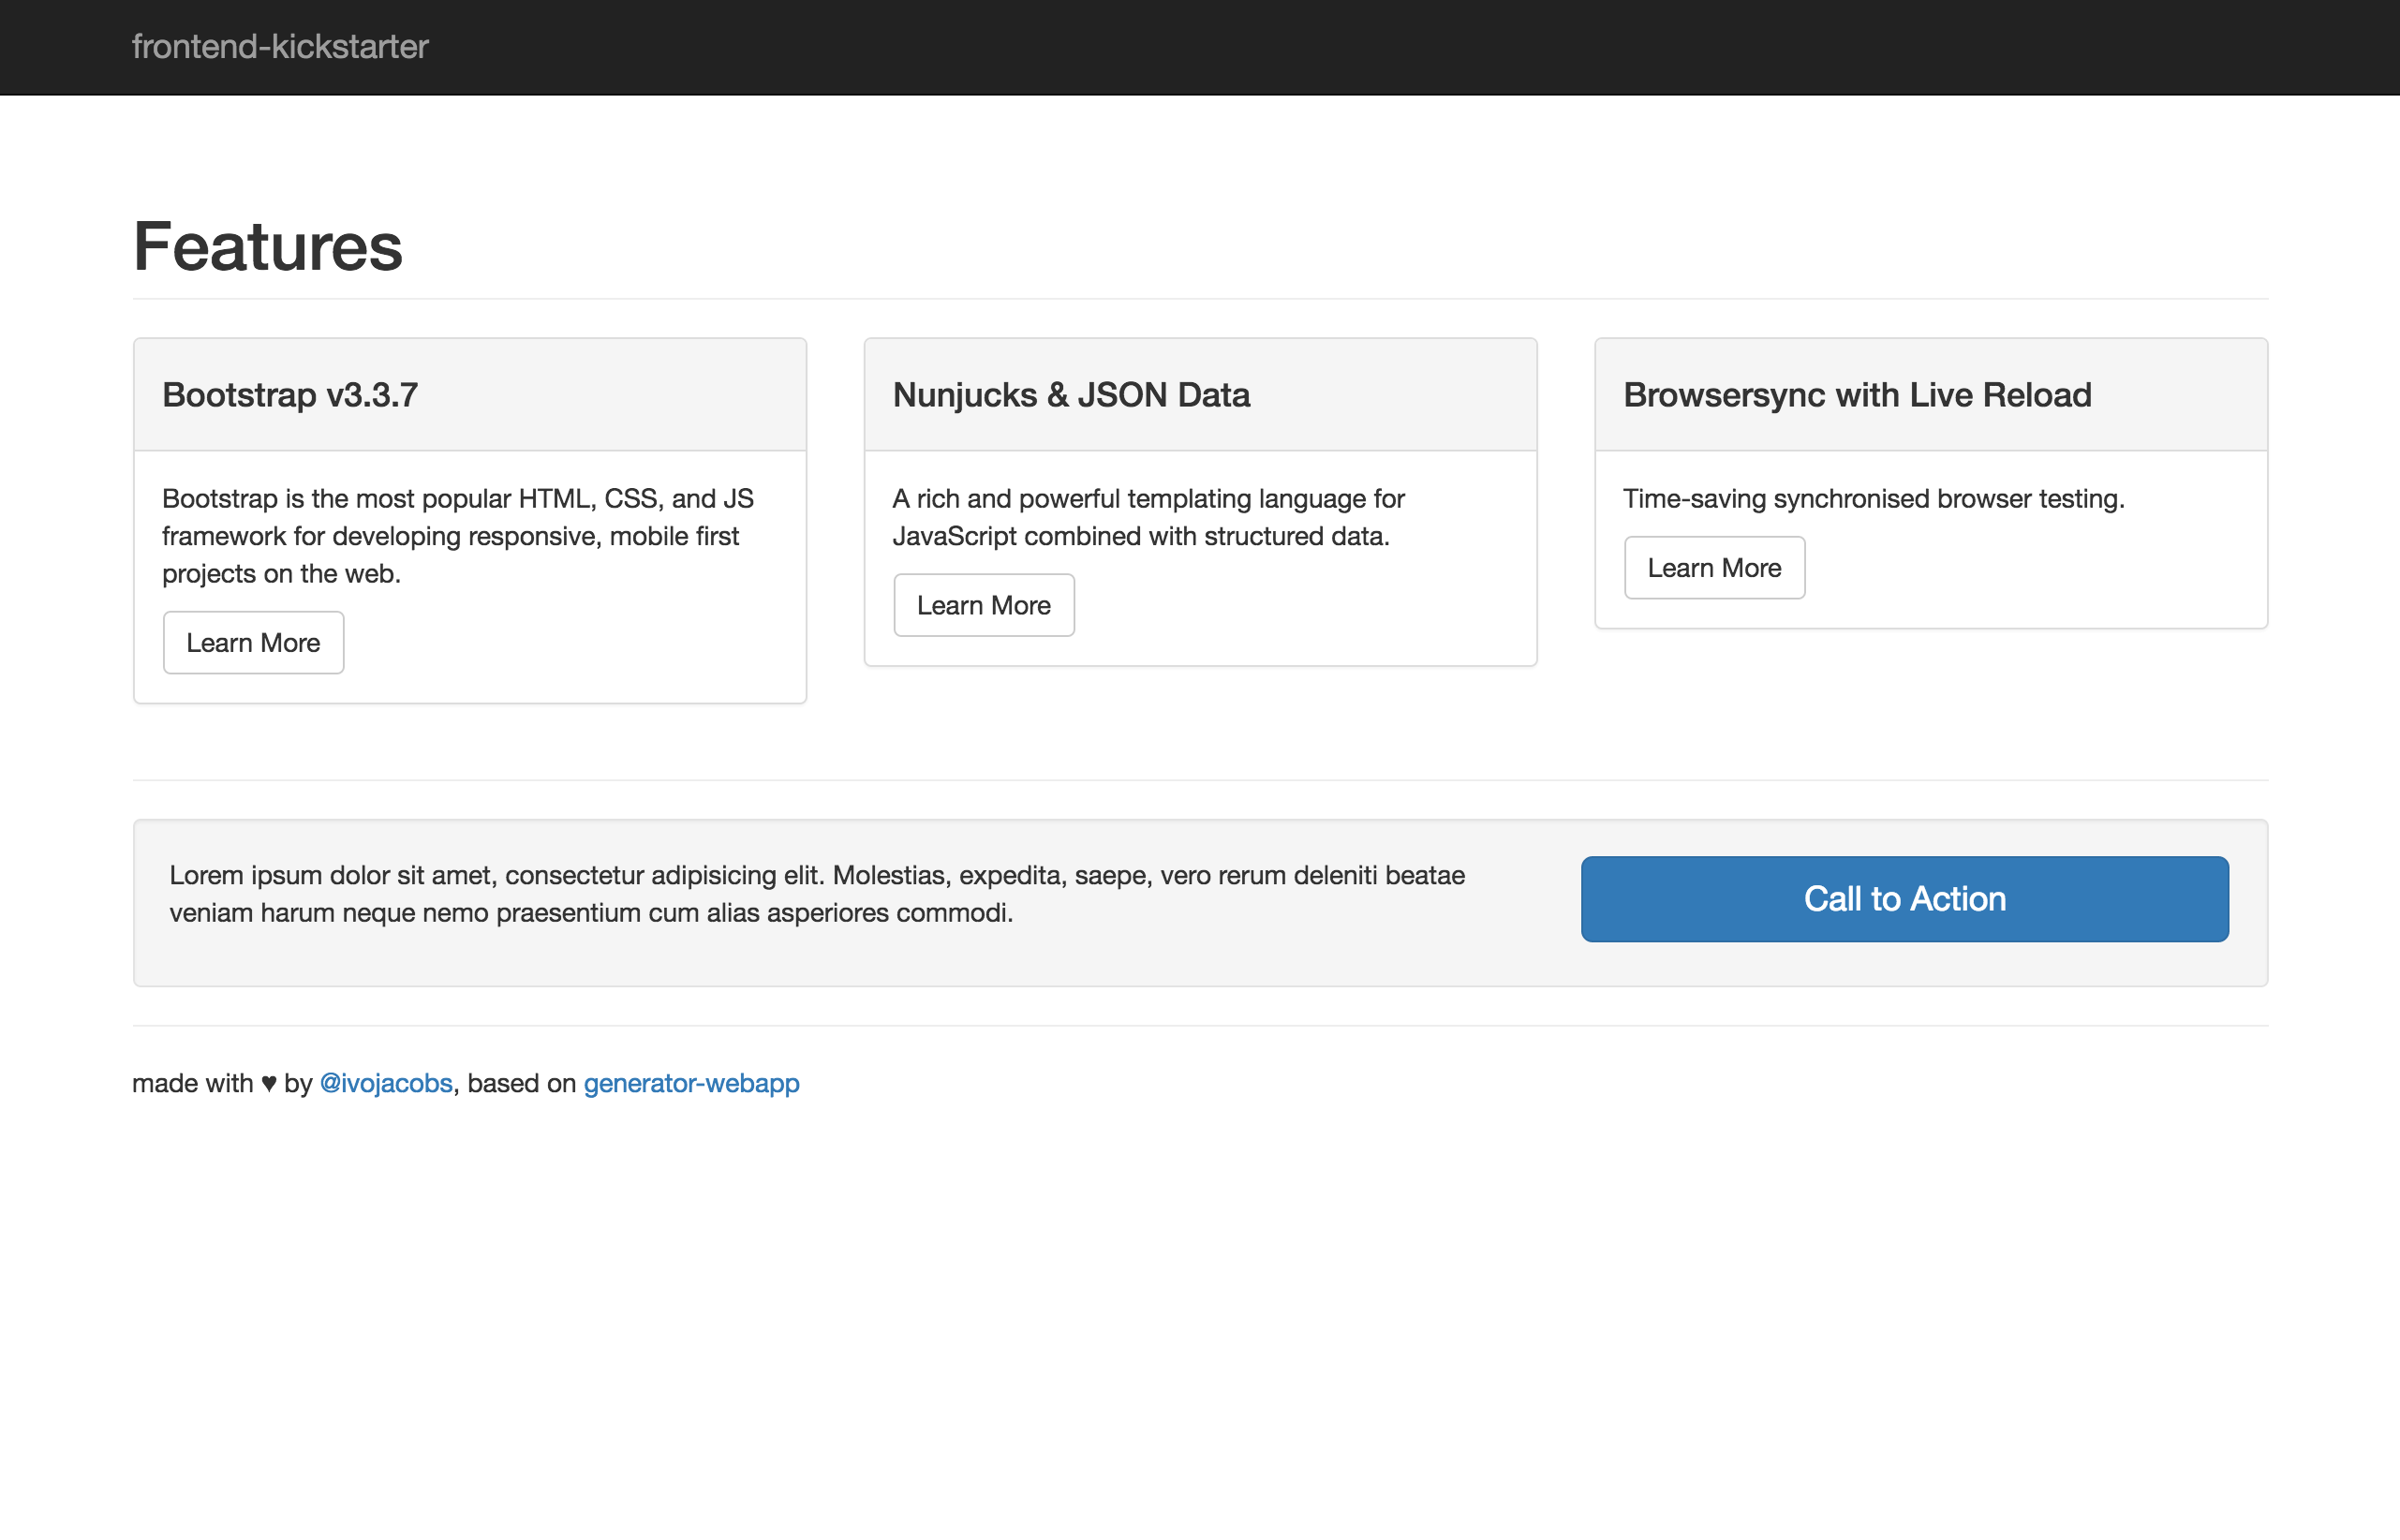 frontend-kickstarter
Features
Bootstrap v3.3.7
Bootstrap is the most popular HTML, CSS, and JS
framework for developing responsive, mobile first
projects on the web.
Learn More
Nunjucks & JSON Data
A rich and powerful templating language for
JavaScript combined with structured data.
Learn More
Browsersync with Live Reload
Time-saving synchronised browser testing.
Learn More
Lorem ipsum dolor sit amet, consectetur adipisicing elit. Molestias, expedita, saepe, vero rerum deleniti beatae
veniam harum neque nemo praesentium cum alias asperiores commodi.
Call to Action
made with ♥ by @ivojacobs, based on generator-webapp